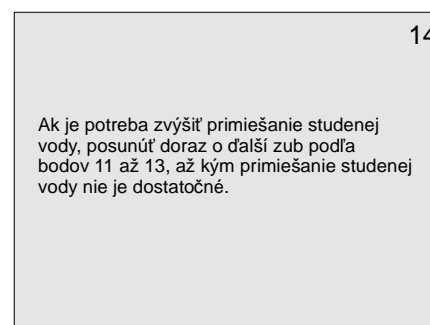 14
Ak je potreba zvýšiť primiešanie studenej
vody, posunúť doraz o ďalší zub podľa
bodov 11 až 13, až kým primiešanie studenej
vody nie je dostatočné.